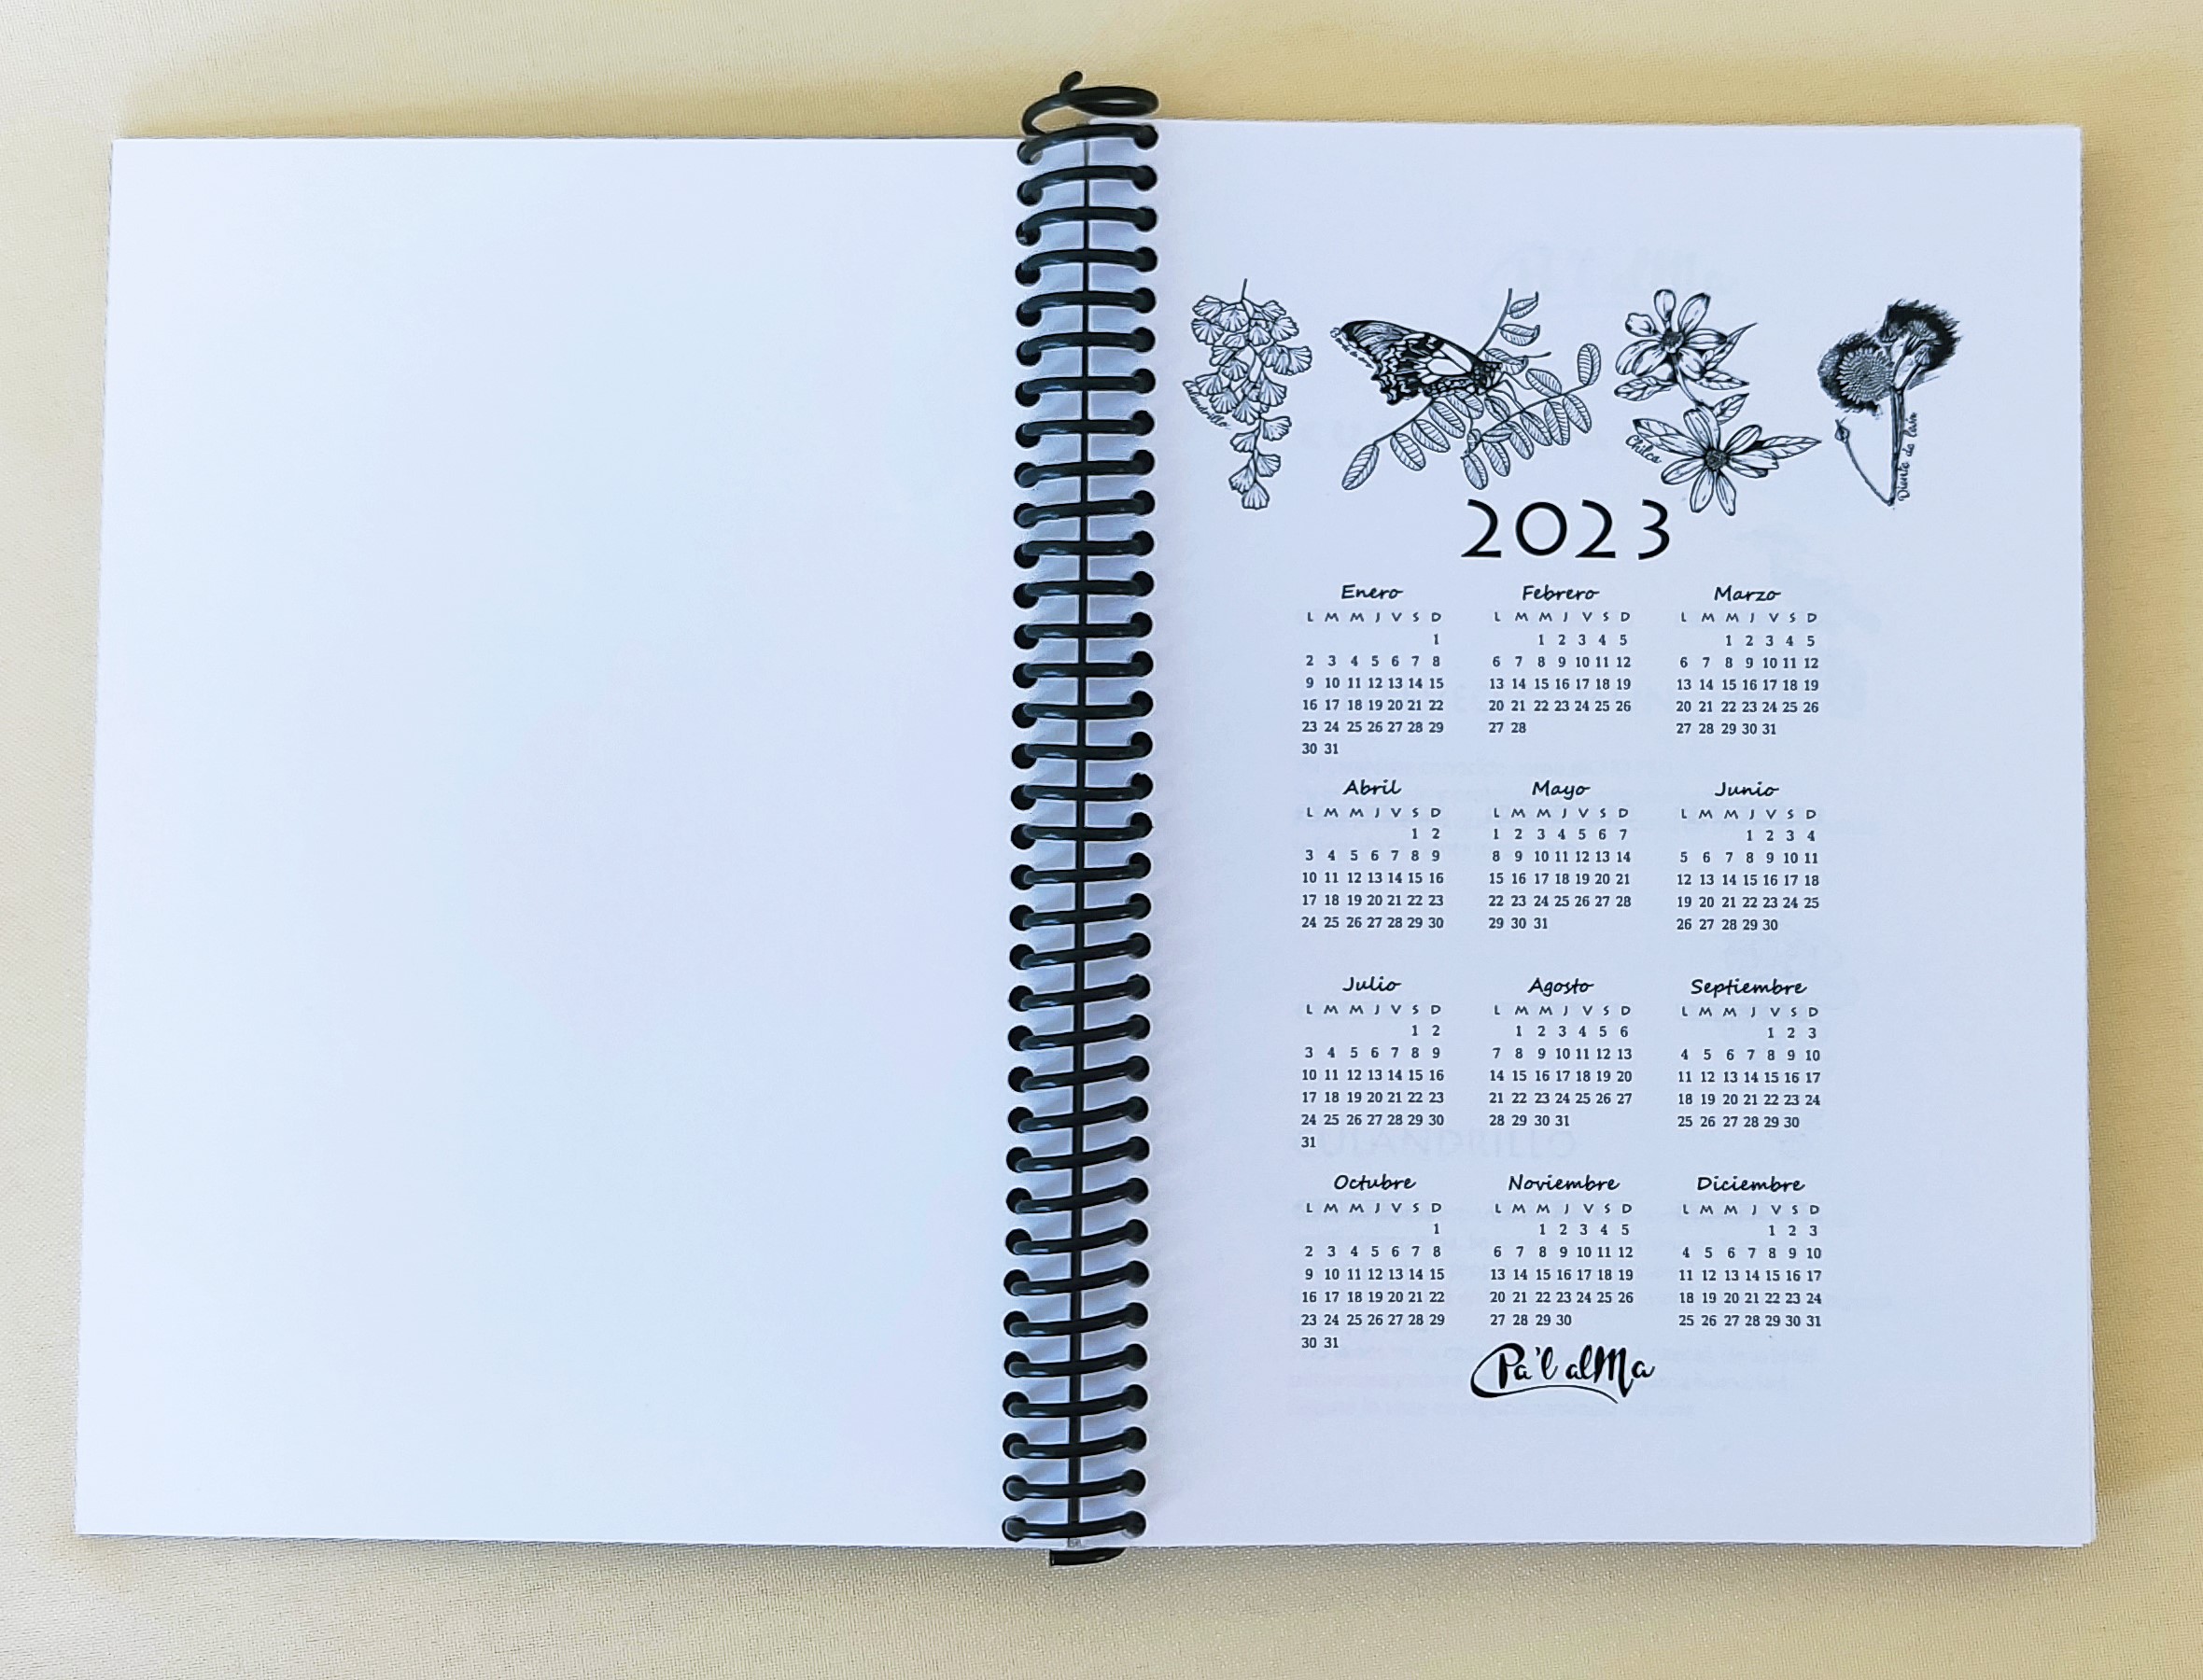 Culandrillo
Chilca
Diente de león
2023
Enero Febrero Marzo
L M M J V S D L M M J V S D L M M J V S D
1 1 2 3 4 5 1 2 3 4 5
2 3 4 5 6 7 8 6 7 8 9 10 11 12 6 7 8 9 10 11 12
9 10 11 12 13 14 15 13 14 15 16 17 18 19 13 14 15 16 17 18 19
16 17 18 19 20 21 22 20 21 22 23 24 25 26 20 21 22 23 24 25 26
23 24 25 26 27 28 29 27 28 27 28 29 30 31
30 31
Abril Mayo Junio
L M M J V S D L M M J V S D L M M J V S D
1 2 1 2 3 4 5 6 7 1 2 3 4
3 4 5 6 7 8 9 8 9 10 11 12 13 14 5 6 7 8 9 10 11
10 11 12 13 14 15 16 15 16 17 18 19 20 21 12 13 14 15 16 17 18
17 18 19 20 21 22 23 22 23 24 25 26 27 28 19 20 21 22 23 24 25
24 25 26 27 28 29 30 29 30 31 26 27 28 29 30
Julio Agosto Septiembre
L M M J V S D L M M J V S D L M M J V S D
1 2 1 2 3 4 5 6 1 2 3
3 4 5 6 7 8 9 7 8 9 10 11 12 13 4 5 6 7 8 9 10
10 11 12 13 14 15 16 14 15 16 17 18 19 20 11 12 13 14 15 16 17
17 18 19 20 21 22 23 21 22 23 24 25 26 27 18 19 20 21 22 23 24
24 25 26 27 28 29 30 28 29 30 31 25 26 27 28 29 30
31
Octubre Noviembre Diciembre
L M M J V S D L M M J V S D L M M J V S D
1 1 2 3 4 5 1 2 3
2 3 4 5 6 7 8 6 7 8 9 10 11 12 4 5 6 7 8 9 10
9 10 11 12 13 14 15 13 14 15 16 17 18 19 11 12 13 14 15 16 17
16 17 18 19 20 21 22 20 21 22 23 24 25 26 18 19 20 21 22 23 24
23 24 25 26 27 28 29 27 28 29 30 25 26 27 28 29 30 31
30 31
Pa'l alMa